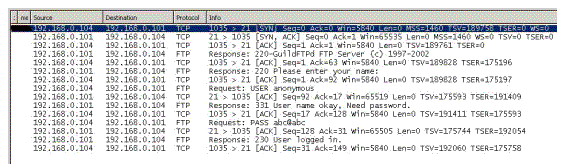 me Source Destination Protocol Info
192.168.0.104 192.168.0.101 TCP 1035 > 21 [SYN] Seq=0 Ack=0 Win=5840 Len=0 MSS=1460 TSV=189758 TSER=0 WS=0
192.168.0.101 192.168.0.104 TCP 21 > 1035 [SYN, ACK] Seq=0 Ack=1 Win=65535 Len=0 MSS=1460 WS=0 TSV=0 TSER=0
192.168.0.104 192.168.0.101 TCP 1035 > 21 [ACK] Seq=1 Ack=1 Win=5840 Len=0 TSV=189761 TSER=0
192.168.0.101 192.168.0.104 FTP Response: 220-GuildFTPd FTP Server (c) 1997-2002
192.168.0.104 192.168.0.101 TCP 1035 > 21 [ACK] Seq=1 Ack=63 Win=5840 Len=0 TSV=189828 TSER=175196
192.168.0.101 192.168.0.104 FTP Response: 220 Please enter your name:
192.168.0.104 192.168.0.101 TCP 1035 > 21 [ACK] Seq=1 Ack=92 Win=5840 Len=0 TSV=189828 TSER=175197
192.168.0.104 192.168.0.101 FTP Request: USER anonymous
192.168.0.101 192.168.0.104 TCP 21 > 1035 [ACK] Seq=92 Ack=17 Win=65519 Len=0 TSV=175593 TSER=191409
192.168.0.101 192.168.0.104 FTP Response: 331 User name okay, Need password.
192.168.0.104 192.168.0.101 TCP 1035 > 21 [ACK] Seq=17 Ack=128 Win=5840 Len=0 TSV=191411 TSER=175593
192.168.0.104 192.168.0.101 FTP Request: PASS abc@abc
192.168.0.101 192.168.0.104 TCP 21 > 1035 [ACK] Seq=128 Ack=31 Win=65505 Len=0 TSV=175744 TSER=192054
192.168.0.101 192.168.0.104 FTP Response: 230 User logged in.
192.168.0.104 192.168.0.101 TCP 1035 > 21 [ACK] Seq=31 Ack=149 Win=5840 Len=0 TSV=192060 TSER=175758